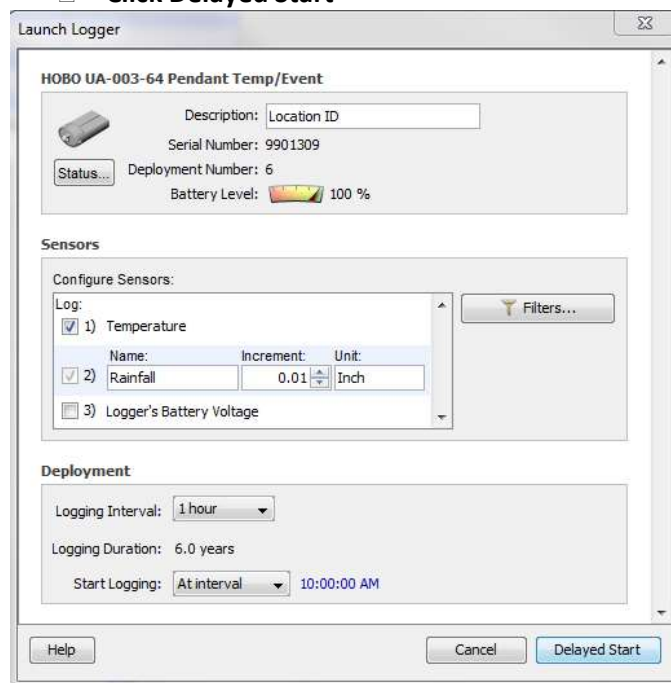 Click Delayed Start
Launch Logger
HOBO UA-003-64 Pendant Temp/Event
Description: Location ID
Serial Number: 9901309
Status... Deployment Number: 6
Battery Level: 100 %
Sensors
Configure Sensors:
Log:
1) Temperature
Filters...
Name: Increment: Unit:
2) Rainfall 0.01 Inch
3) Logger's Battery Voltage
Deployment
Logging Interval: 1 hour
Logging Duration: 6.0 years
Start Logging: At interval 10:00:00 AM
Help Cancel Delayed Start